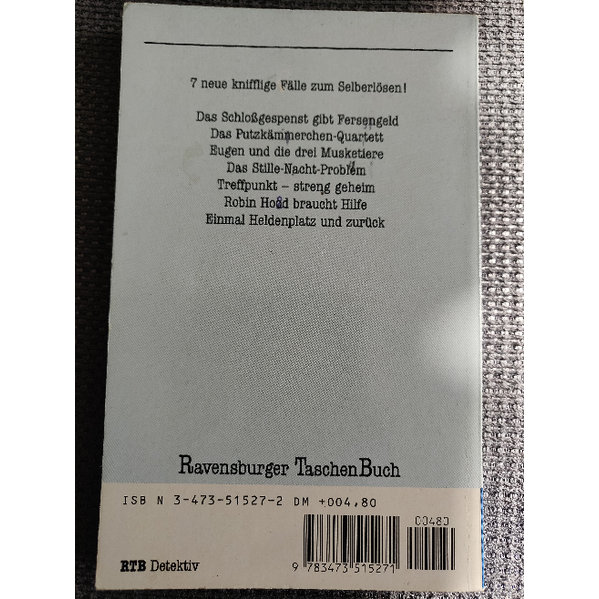 7 neue knifflige Fälle zum Selberlösen!
Das Schloßgespenst gibt Fersengeld
Das Putzkämmerchen-Quartett
Eugen und die drei Musketiere
Das Stille-Nacht-Problem
Treffpunkt – streng geheim
Robin Hood braucht Hilfe
Einmal Heldenplatz und zurück
Ravensburger TaschenBuch
ISB N 3-473-51527-2 DM +004,80
00480
9 783473 515271
RTB Detektiv